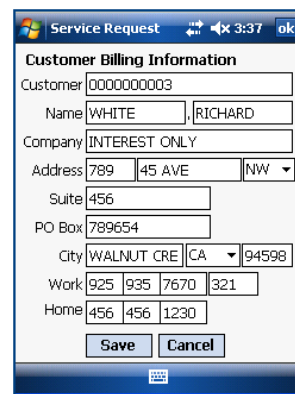 Service Request 3:37 ok
Customer Billing Information
Customer 0000000003
Name WHITE , RICHARD
Company INTEREST ONLY
Address 789 45 AVE NW
Suite 456
PO Box 789654
City WALNUT CRE CA 94598
Work 925 935 7670 321
Home 456 456 1230
Save Cancel